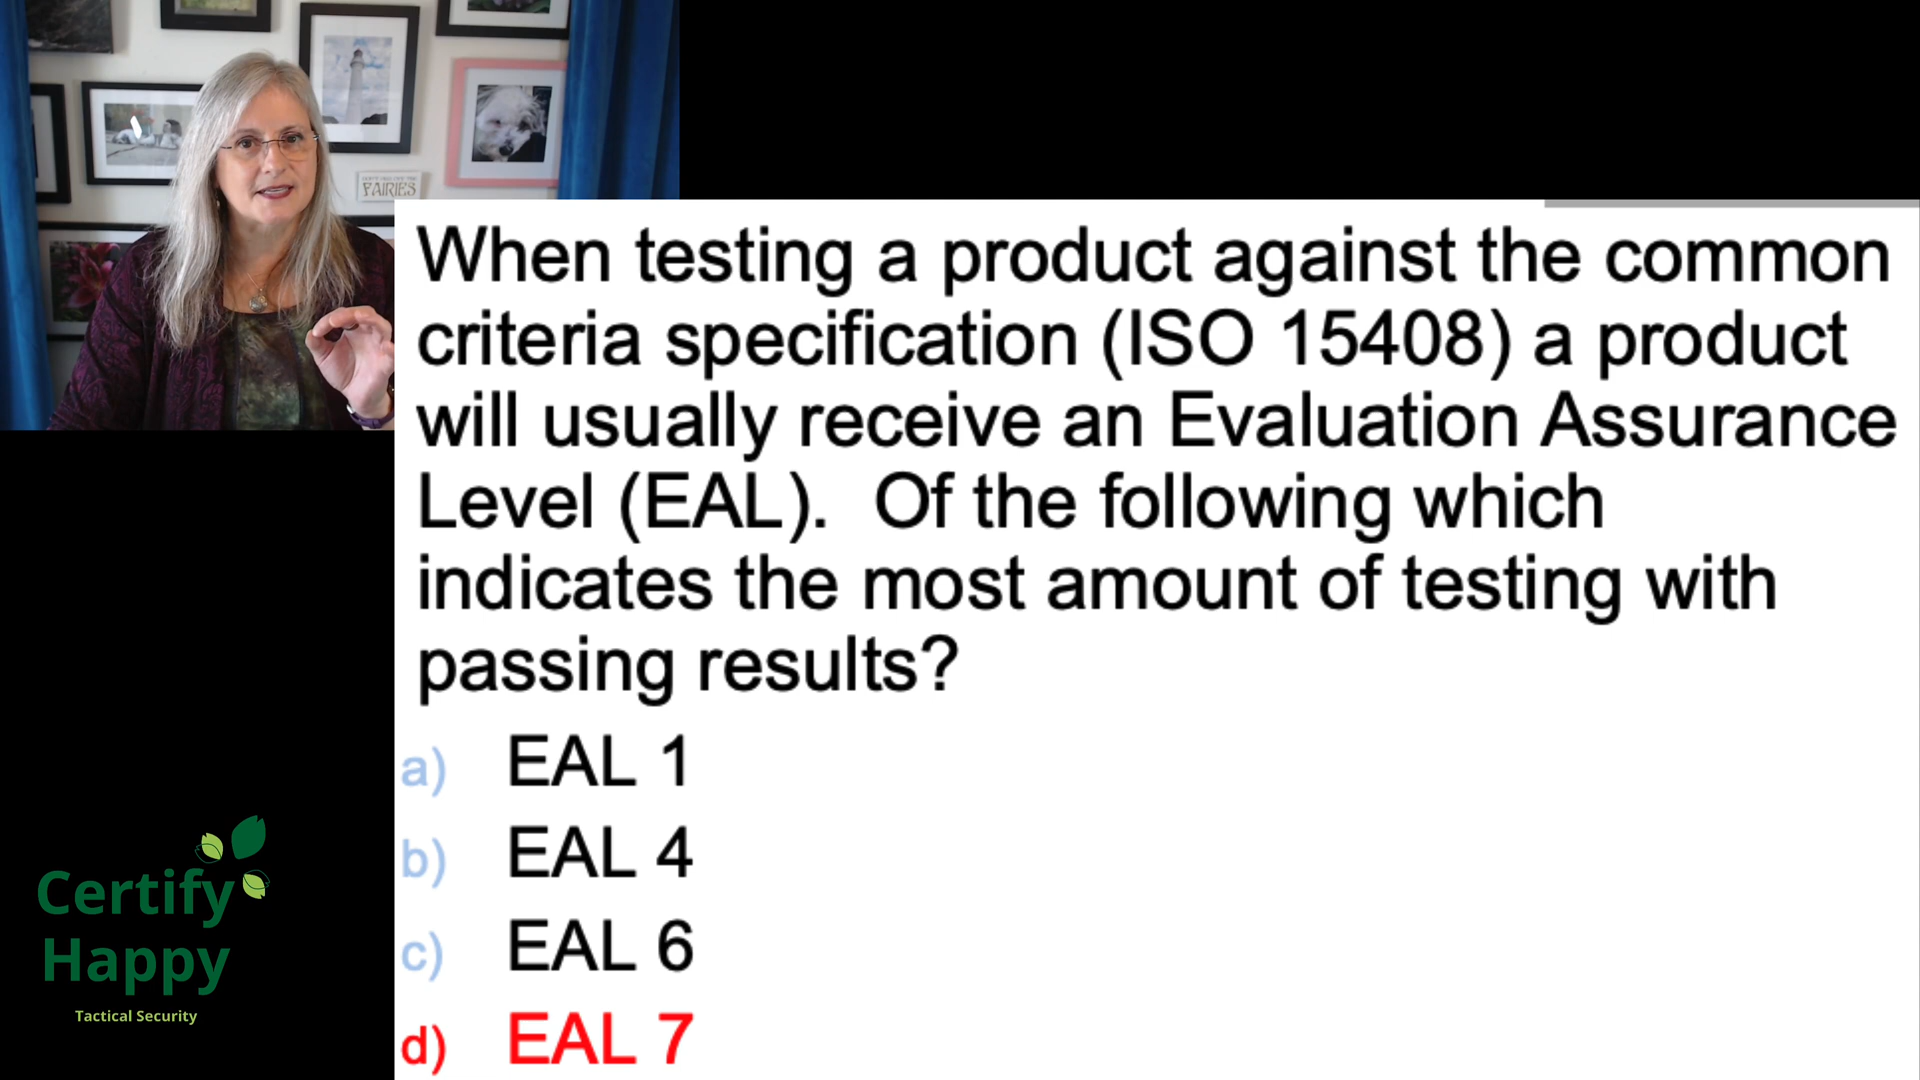 FAIRIES
When testing a product against the common
criteria specification (ISO 15408) a product
will usually receive an Evaluation Assurance
Level (EAL).  Of the following which
indicates the most amount of testing with
passing results?
a) EAL 1
b) EAL 4
c) EAL 6
d) EAL 7
Certify
Happy
Tactical Security